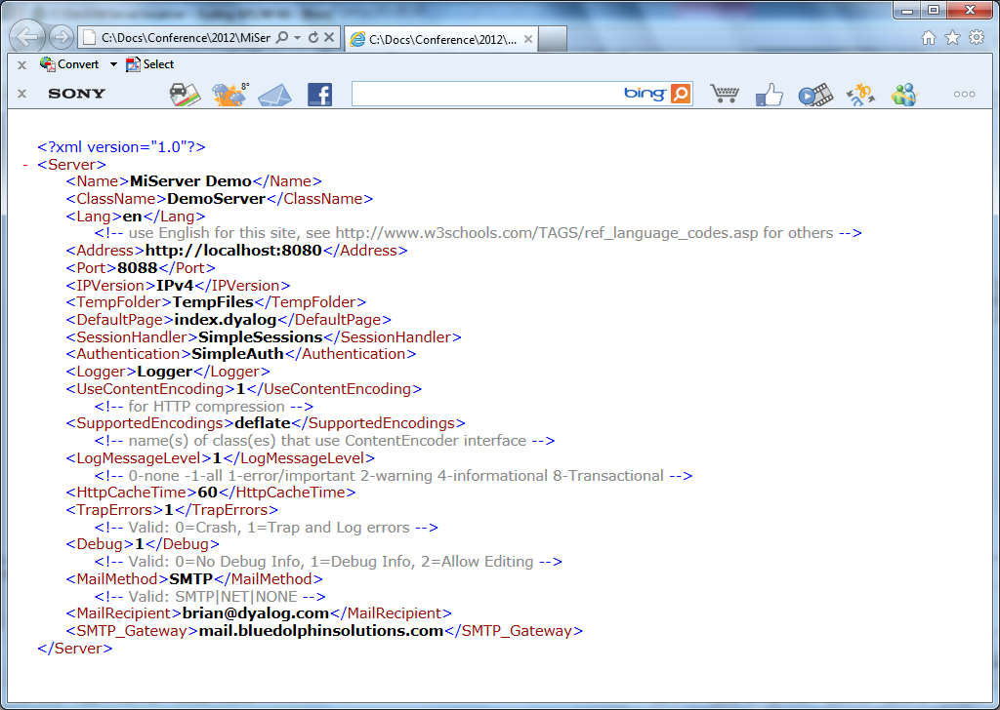 C:\Docs\Conference\2012\MiSer
C:\Docs\Conference\2012\...
x Convert Select
x SONY 8° bing
<?xml version="1.0"?>
- <Server>
<Name>MiServer Demo</Name>
<ClassName>DemoServer</ClassName>
<Lang>en</Lang>
<!-- use English for this site, see http://www.w3schools.com/TAGS/ref_language_codes.asp for others -->
<Address>http://localhost:8080</Address>
<Port>8088</Port>
<IPVersion>IPv4</IPVersion>
<TempFolder>TempFiles</TempFolder>
<DefaultPage>index.dyalog</DefaultPage>
<SessionHandler>SimpleSessions</SessionHandler>
<Authentication>SimpleAuth</Authentication>
<Logger>Logger</Logger>
<UseContentEncoding>1</UseContentEncoding>
<!-- for HTTP compression -->
<SupportedEncodings>deflate</SupportedEncodings>
<!-- name(s) of class(es) that use ContentEncoder interface -->
<LogMessageLevel>1</LogMessageLevel>
<!-- 0-none -1-all 1-error/important 2-warning 4-informational 8-Transactional -->
<HttpCacheTime>60</HttpCacheTime>
<TrapErrors>1</TrapErrors>
<!-- Valid: 0=Crash, 1=Trap and Log errors -->
<Debug>1</Debug>
<!-- Valid: 0=No Debug Info, 1=Debug Info, 2=Allow Editing -->
<MailMethod>SMTP</MailMethod>
<!-- Valid: SMTP|NET|NONE -->
<MailRecipient>brian@dyalog.com</MailRecipient>
<SMTP_Gateway>mail.bluedolphinsolutions.com</SMTP_Gateway>
</Server>